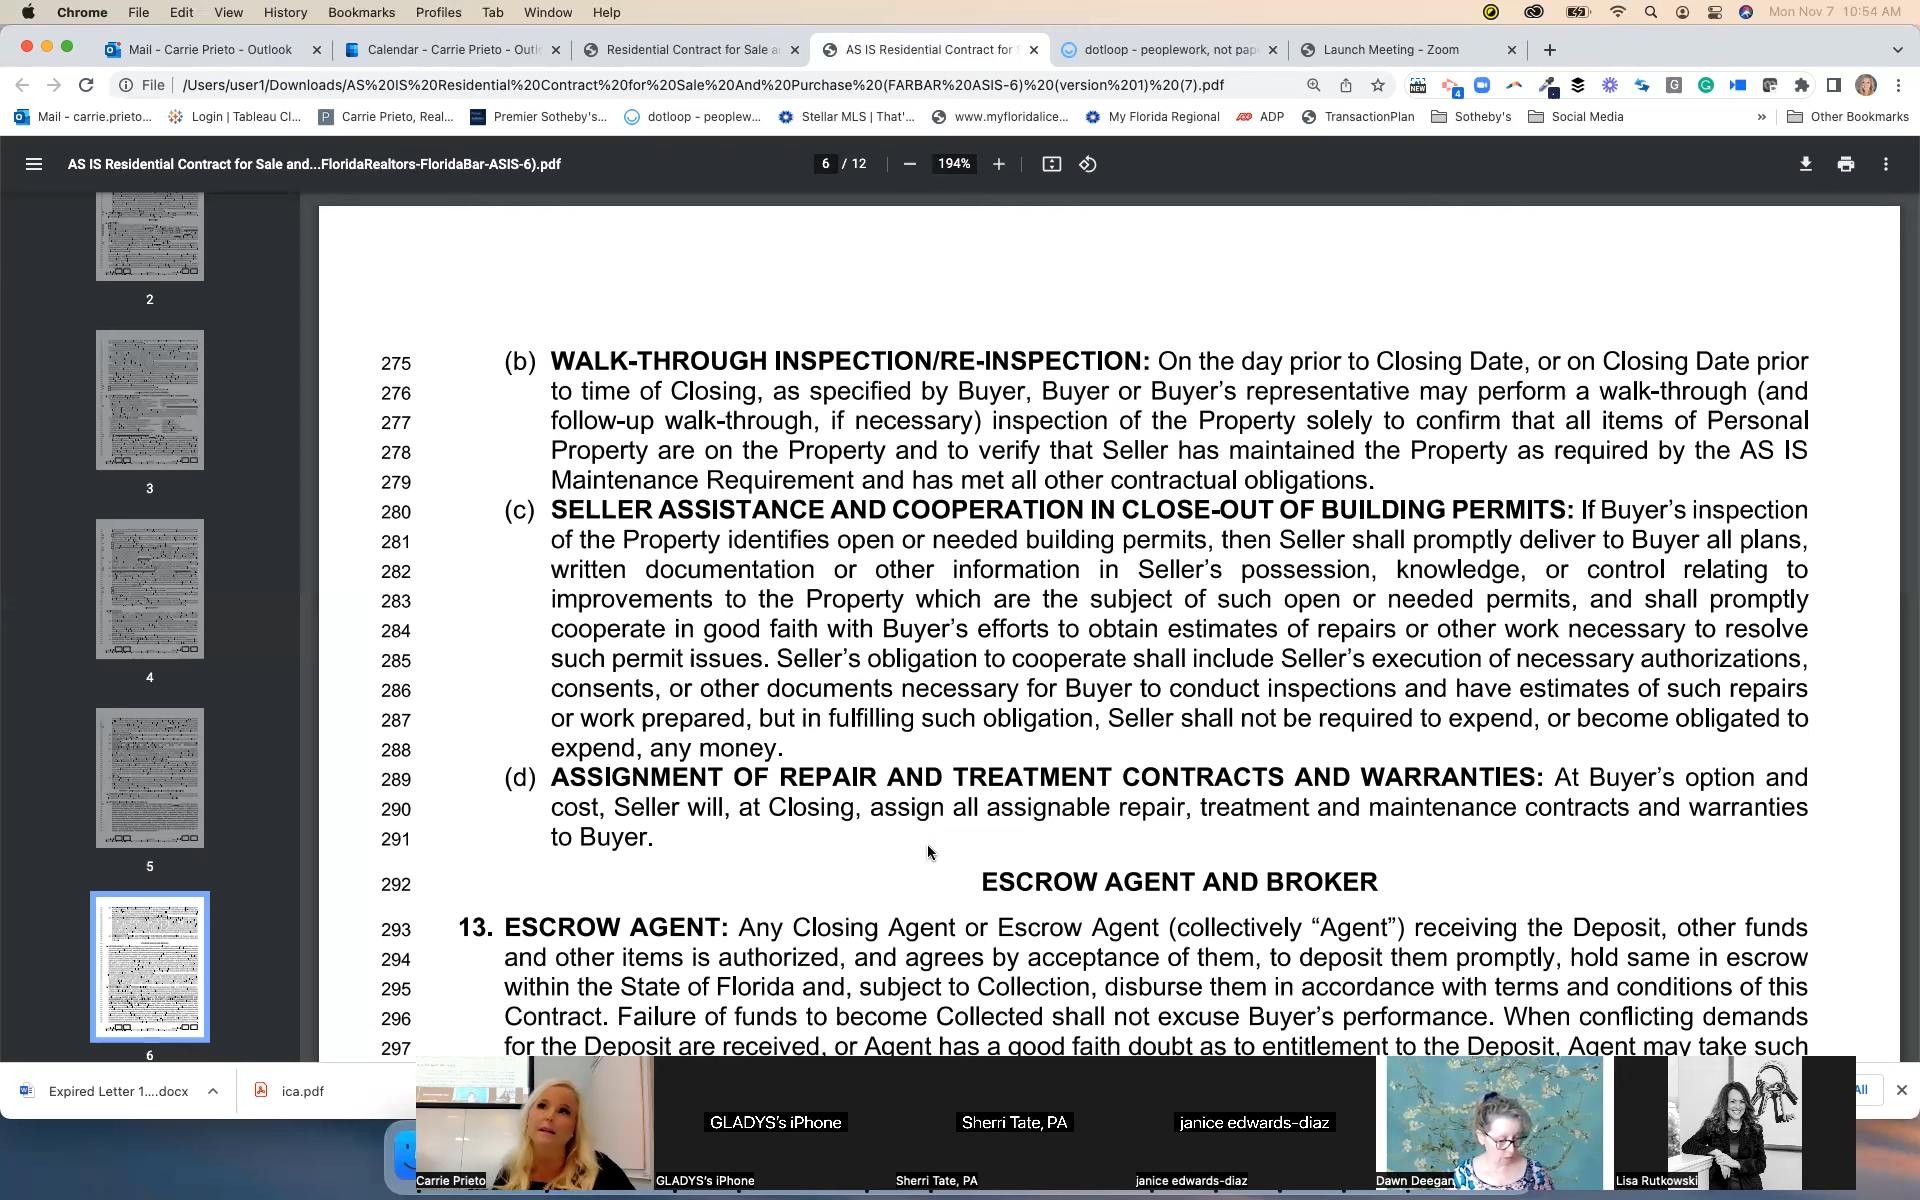 Chrome File Edit View History Bookmarks Profiles Tab Window Help Mon Nov 7 10:54 AM
Mail - Carrie Prieto - Outlook Calendar - Carrie Prieto - Outl Residential Contract for Sale a AS IS Residential Contract for dotloop - peoplework, not pap Launch Meeting - Zoom
File /Users/user1/Downloads/AS%20IS%20Residential%20Contract%20for%20Sale%20And%20Purchase%20(FARBAR%20ASIS-6)%20(version%201)%20(7).pdf
Mail - carrie.prieto... Login | Tableau Cl... Carrie Prieto, Real... Premier Sotheby's... dotloop - peoplew... Stellar MLS | That'... www.myfloridalice... My Florida Regional ADP TransactionPlan Sotheby's Social Media » Other Bookmarks
AS IS Residential Contract for Sale and...FloridaRealtors-FloridaBar-ASIS-6).pdf 6 / 12 194%
2
3
4
5
6
275 (b) WALK-THROUGH INSPECTION/RE-INSPECTION: On the day prior to Closing Date, or on Closing Date prior
276 to time of Closing, as specified by Buyer, Buyer or Buyer's representative may perform a walk-through (and
277 follow-up walk-through, if necessary) inspection of the Property solely to confirm that all items of Personal
278 Property are on the Property and to verify that Seller has maintained the Property as required by the AS IS
279 Maintenance Requirement and has met all other contractual obligations.
280 (c) SELLER ASSISTANCE AND COOPERATION IN CLOSE-OUT OF BUILDING PERMITS: If Buyer's inspection
281 of the Property identifies open or needed building permits, then Seller shall promptly deliver to Buyer all plans,
282 written documentation or other information in Seller's possession, knowledge, or control relating to
283 improvements to the Property which are the subject of such open or needed permits, and shall promptly
284 cooperate in good faith with Buyer's efforts to obtain estimates of repairs or other work necessary to resolve
285 such permit issues. Seller's obligation to cooperate shall include Seller's execution of necessary authorizations,
286 consents, or other documents necessary for Buyer to conduct inspections and have estimates of such repairs
287 or work prepared, but in fulfilling such obligation, Seller shall not be required to expend, or become obligated to
288 expend, any money.
289 (d) ASSIGNMENT OF REPAIR AND TREATMENT CONTRACTS AND WARRANTIES: At Buyer's option and
290 cost, Seller will, at Closing, assign all assignable repair, treatment and maintenance contracts and warranties
291 to Buyer.
292 ESCROW AGENT AND BROKER
293 13. ESCROW AGENT: Any Closing Agent or Escrow Agent (collectively "Agent") receiving the Deposit, other funds
294 and other items is authorized, and agrees by acceptance of them, to deposit them promptly, hold same in escrow
295 within the State of Florida and, subject to Collection, disburse them in accordance with terms and conditions of this
296 Contract. Failure of funds to become Collected shall not excuse Buyer's performance. When conflicting demands
297 for the Deposit are received, or Agent has a good faith doubt as to entitlement to the Deposit, Agent may take such
Expired Letter 1....docx ica.pdf All
GLADYS's iPhone Sherri Tate, PA janice edwards-diaz
Carrie Prieto GLADYS's iPhone Sherri Tate, PA janice edwards-diaz Dawn Deegan Lisa Rutkowski